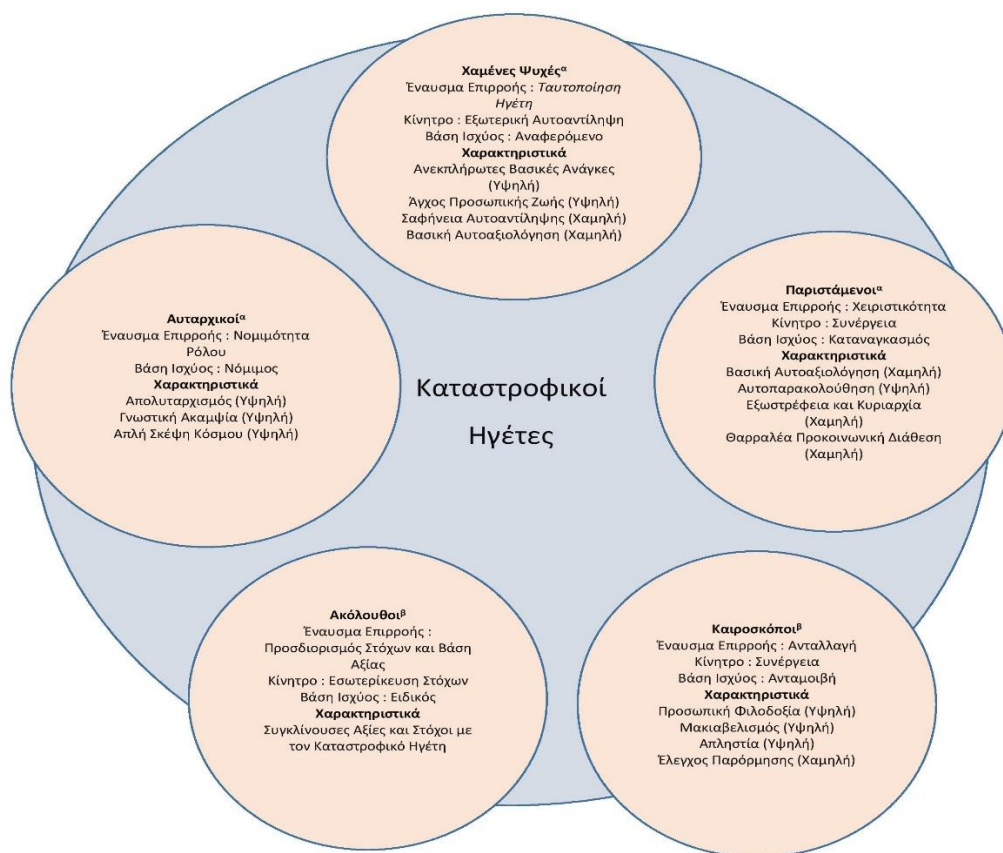 Χαμένες Ψυχές^α
Έναυσμα Επιρροής : Ταυτοποίηση
Ηγέτη
Κίνητρο : Εξωτερική Αυτοαντίληψη
Βάση Ισχύος : Αναφερόμενο
Χαρακτηριστικά
Ανεκπλήρωτες Βασικές Ανάγκες
(Υψηλή)
Άγχος Προσωπικής Ζωής (Υψηλή)
Σαφήνεια Αυτοαντίληψης (Χαμηλή)
Βασική Αυτοαξιολόγηση (Χαμηλή)
Αυταρχικοί^α
Έναυσμα Επιρροής : Νομιμότητα
Ρόλου
Βάση Ισχύος : Νόμιμος
Χαρακτηριστικά
Απολυταρχισμός (Υψηλή)
Γνωστική Ακαμψία (Υψηλή)
Απλή Σκέψη Κόσμου (Υψηλή)
Καταστροφικοί
Ηγέτες
Παριστάμενοι^α
Έναυσμα Επιρροής : Χειριστικότητα
Κίνητρο : Συνέργεια
Βάση Ισχύος : Καταναγκασμός
Χαρακτηριστικά
Βασική Αυτοαξιολόγηση (Χαμηλή)
Αυτοπαρακολούθηση (Υψηλή)
Εξωστρέφεια και Κυριαρχία
(Χαμηλή)
Θαρραλέα Προκοινωνική Διάθεση
(Χαμηλή)
Ακόλουθοι^β
Έναυσμα Επιρροής :
Προσδιορισμός Στόχων και Βάση
Αξίας
Κίνητρο : Εσωτερίκευση Στόχων
Βάση Ισχύος : Ειδικός
Χαρακτηριστικά
Συγκλίνουσες Αξίες και Στόχοι με
τον Καταστροφικό Ηγέτη
Καιροσκόποι^β
Έναυσμα Επιρροής : Ανταλλαγή
Κίνητρο : Συνέργεια
Βάση Ισχύος : Ανταμοιβή
Χαρακτηριστικά
Προσωπική Φιλοδοξία (Υψηλή)
Μακιαβελισμός (Υψηλή)
Απληστία (Υψηλή)
Έλεγχος Παρόρμησης (Χαμηλή)